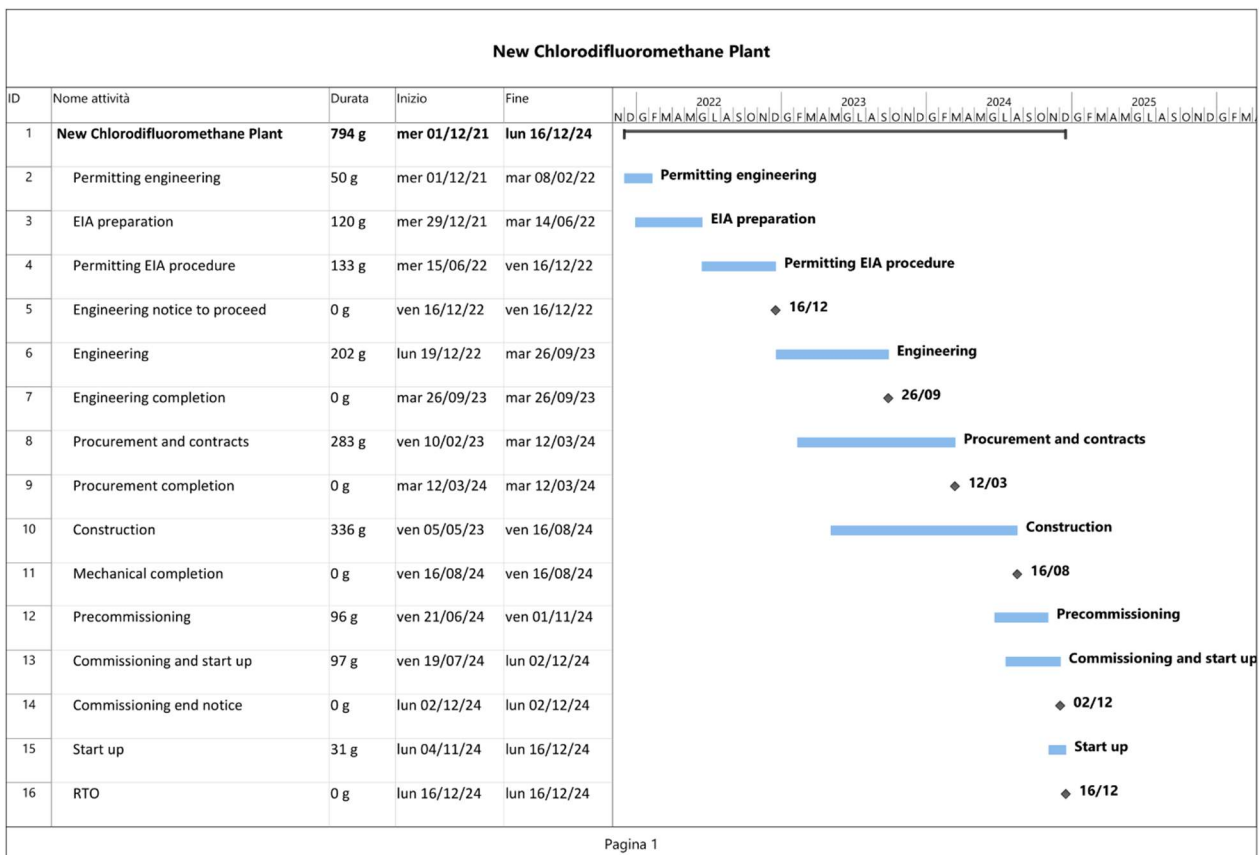 New Chlorodifluoromethane Plant
ID Nome attività Durata Inizio Fine
2022 2023 2024 2025
N D G F M A M G L A S O N D G F M A M G L A S O N D G F M A M G L A S O N D G F M A M G L A S O N D G F M A
1 New Chlorodifluoromethane Plant 794 g mer 01/12/21 lun 16/12/24
2 Permitting engineering 50 g mer 01/12/21 mar 08/02/22 Permitting engineering
3 EIA preparation 120 g mer 29/12/21 mar 14/06/22 EIA preparation
4 Permitting EIA procedure 133 g mer 15/06/22 ven 16/12/22 Permitting EIA procedure
5 Engineering notice to proceed 0 g ven 16/12/22 ven 16/12/22 16/12
6 Engineering 202 g lun 19/12/22 mar 26/09/23 Engineering
7 Engineering completion 0 g mar 26/09/23 mar 26/09/23 26/09
8 Procurement and contracts 283 g ven 10/02/23 mar 12/03/24 Procurement and contracts
9 Procurement completion 0 g mar 12/03/24 mar 12/03/24 12/03
10 Construction 336 g ven 05/05/23 ven 16/08/24 Construction
11 Mechanical completion 0 g ven 16/08/24 ven 16/08/24 16/08
12 Precommissioning 96 g ven 21/06/24 ven 01/11/24 Precommissioning
13 Commissioning and start up 97 g ven 19/07/24 lun 02/12/24 Commissioning and start up
14 Commissioning end notice 0 g lun 02/12/24 lun 02/12/24 02/12
15 Start up 31 g lun 04/11/24 lun 16/12/24 Start up
16 RTO 0 g lun 16/12/24 lun 16/12/24 16/12
Pagina 1